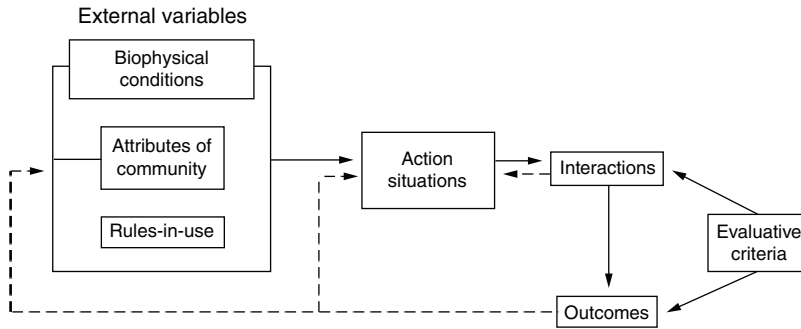 External variables
Biophysical
conditions
Attributes of
community
Rules-in-use
Action
situations
Interactions
Evaluative
criteria
Outcomes